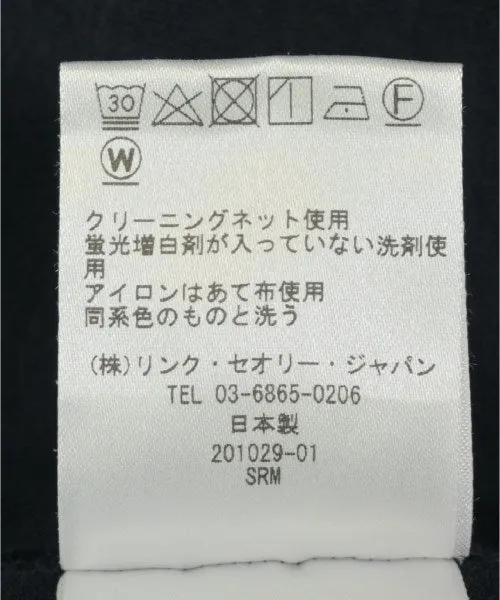 30
F
W
クリーニングネット使用
蛍光増白剤が入っていない洗剤使
用
アイロンはあて布使用
同系色のものと洗う
(株)リンク・セオリー・ジャパン
TEL 03-6865-0206
日本製
201029-01
SRM